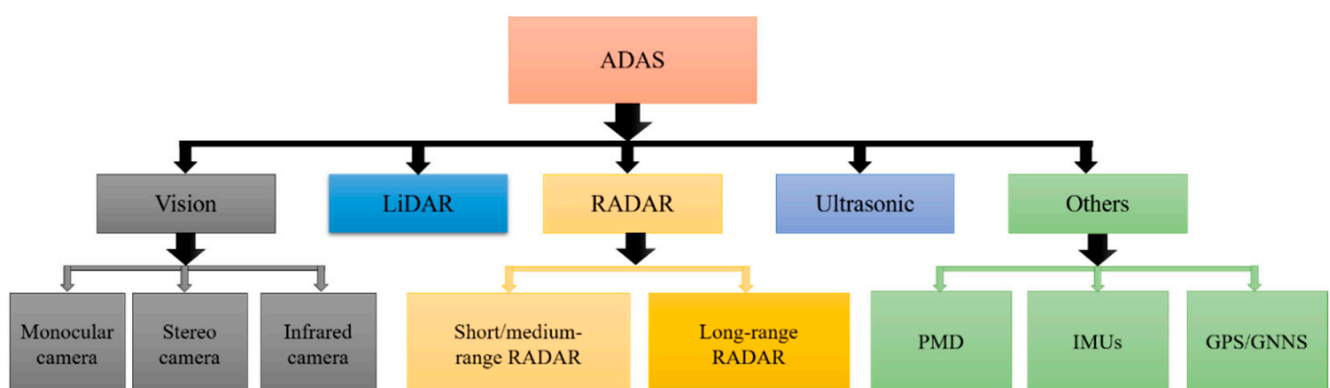 ADAS
Vision
LiDAR
RADAR
Ultrasonic
Others
Monocular
camera
Stereo
camera
Infrared
camera
Short/medium-
range RADAR
Long-range
RADAR
PMD
IMUs
GPS/GNNS